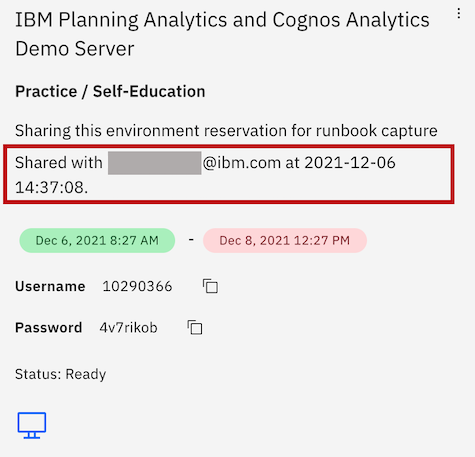 IBM Planning Analytics and Cognos Analytics
Demo Server
Practice / Self-Education
Sharing this environment reservation for runbook capture
Shared with @ibm.com at 2021-12-06
14:37:08.
Dec 6, 2021 8:27 AM - Dec 8, 2021 12:27 PM
Username 10290366
Password 4v7rikob
Status: Ready